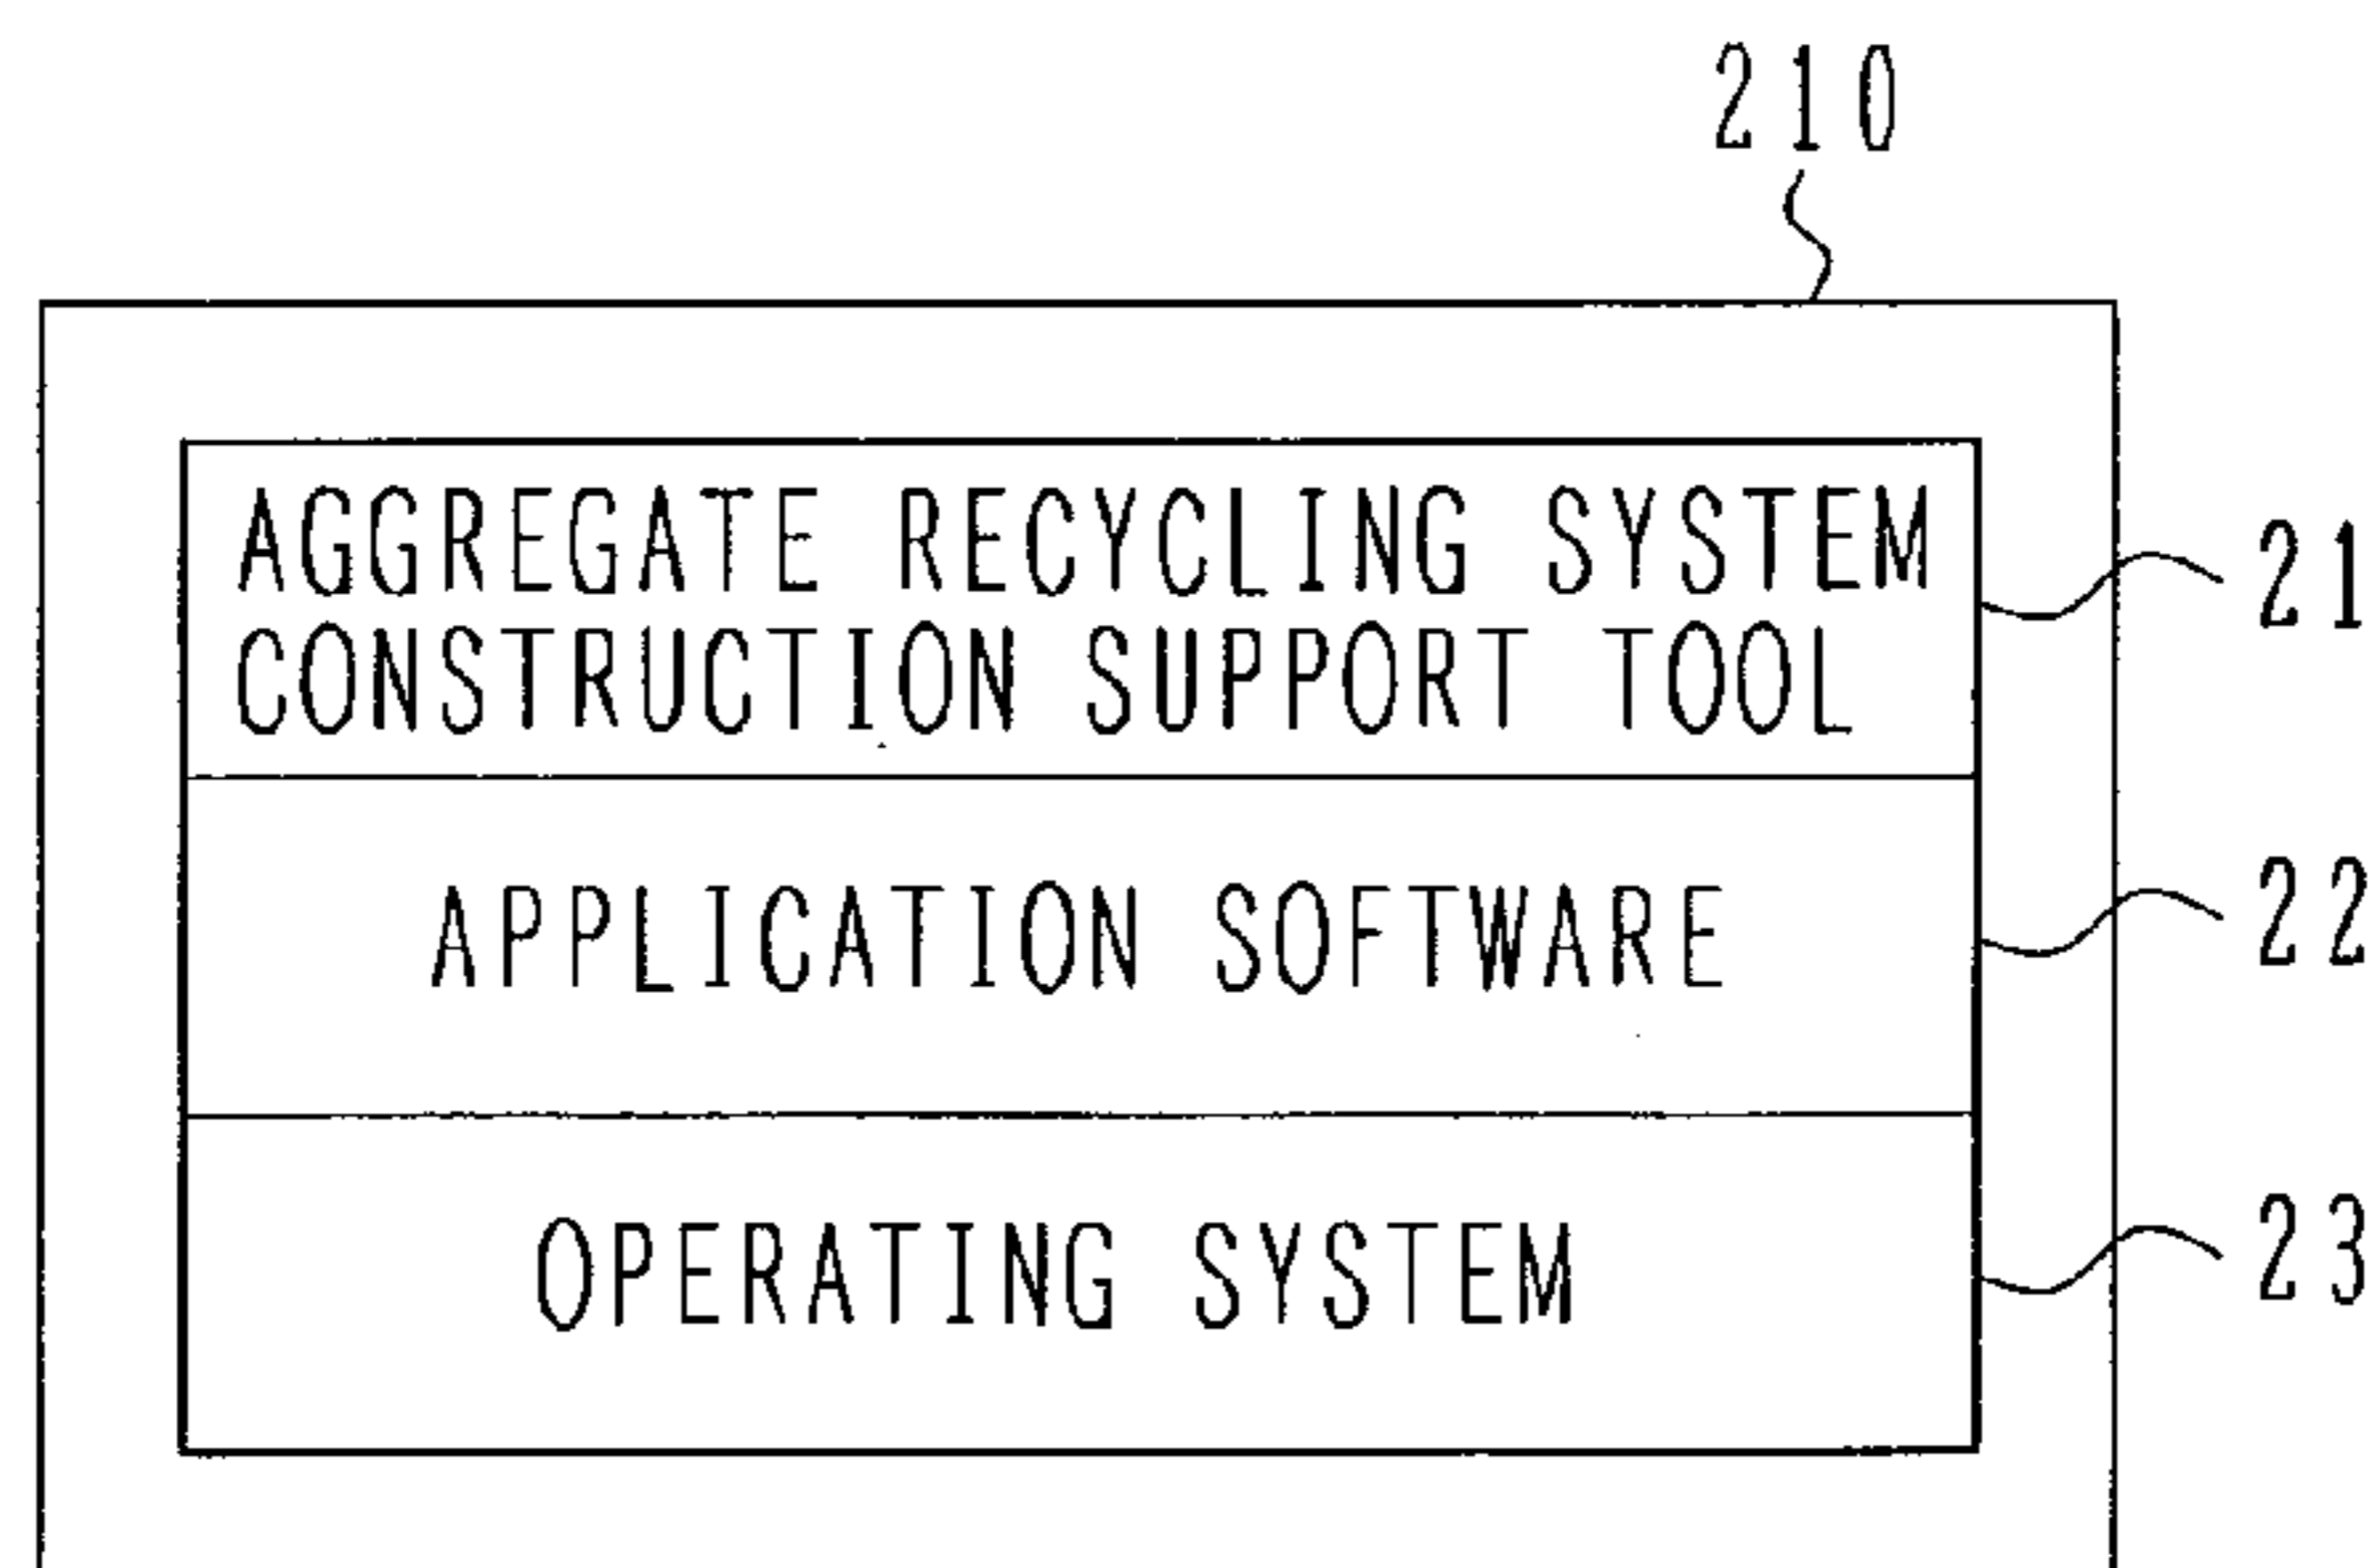 210
AGGREGATE RECYCLING SYSTEM
CONSTRUCTION SUPPORT TOOL
21
APPLICATION SOFTWARE
22
OPERATING SYSTEM
23